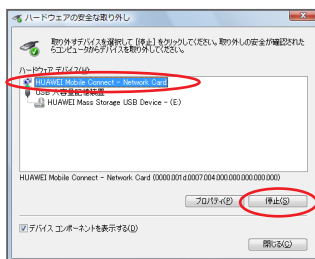 ハードウェアの安全な取り外し
取り外すデバイスを選択して [停止] をクリックしてください。取り外しの安全が確認された
らコンピュータからデバイスを取り外してください。
ハードウェア デバイス(H)
HUAWEI Mobile Connect - Network Card
USB 大容量記憶装置
HUAWEI Mass Storage USB Device - (E:)
HUAWEI Mobile Connect - Network Card (0000.001d.0007.004.000.000.000.000.000)
プロパティ(P)
停止(S)
デバイス コンポーネントを表示する(D)
閉じる(C)